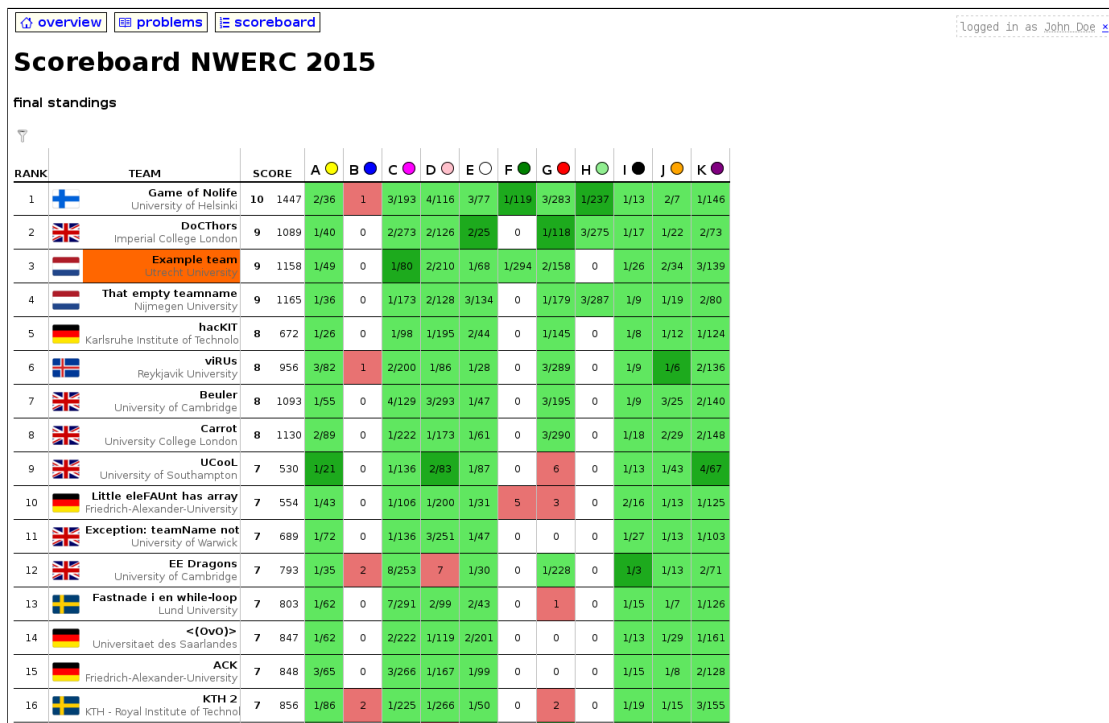 overview problems scoreboard
logged in as John Doe ×
Scoreboard NWERC 2015
final standings
RANK TEAM SCORE A B C D E F G H I J K
1 Game of Nolife 10 1447 2/36 1 3/193 4/116 3/77 1/119 3/283 1/237 1/13 2/7 1/146
University of Helsinki
2 DoCThors 9 1089 1/40 0 2/273 2/126 2/25 0 1/118 3/275 1/17 1/22 2/73
Imperial College London
3 Example team 9 1158 1/49 0 1/80 2/210 1/68 1/294 2/158 0 1/26 2/34 3/139
Utrecht University
4 That empty teamname 9 1165 1/36 0 1/173 2/128 3/134 0 1/179 3/287 1/9 1/19 2/80
Nijmegen University
5 hacKIT 8 672 1/26 0 1/98 1/195 2/44 0 1/145 0 1/8 1/12 1/124
Karlsruhe Institute of Technolo
6 viRUs 8 956 3/82 1 2/200 1/86 1/28 0 3/289 0 1/9 1/6 2/136
Reykjavik University
7 Beuler 8 1093 1/55 0 4/129 3/293 1/47 0 3/195 0 1/9 3/25 2/140
University of Cambridge
8 Carrot 8 1130 2/89 0 1/222 1/173 1/61 0 3/290 0 1/18 2/29 2/148
University College London
9 UCooL 7 530 1/21 0 1/136 2/83 1/87 0 6 0 1/13 1/43 4/67
University of Southampton
10 Little eleFAUnt has array 7 554 1/43 0 1/106 1/200 1/31 5 3 0 2/16 1/13 1/125
Friedrich-Alexander-University
11 Exception: teamName not 7 689 1/72 0 1/136 3/251 1/47 0 0 0 1/27 1/13 1/103
University of Warwick
12 EE Dragons 7 793 1/35 2 8/253 7 1/30 0 1/228 0 1/3 1/13 2/71
University of Cambridge
13 Fastnade i en while-loop 7 803 1/62 0 7/291 2/99 2/43 0 1 0 1/15 1/7 1/126
Lund University
14 <(OvO)> 7 847 1/62 0 2/222 1/119 2/201 0 0 0 1/13 1/29 1/161
Universitaet des Saarlandes
15 ACK 7 848 3/65 0 3/266 1/167 1/99 0 0 0 1/15 1/8 2/128
Friedrich-Alexander-University
16 KTH 2 7 856 1/86 2 1/225 1/266 1/50 0 2 0 1/19 1/15 3/155
KTH - Royal Institute of Technol